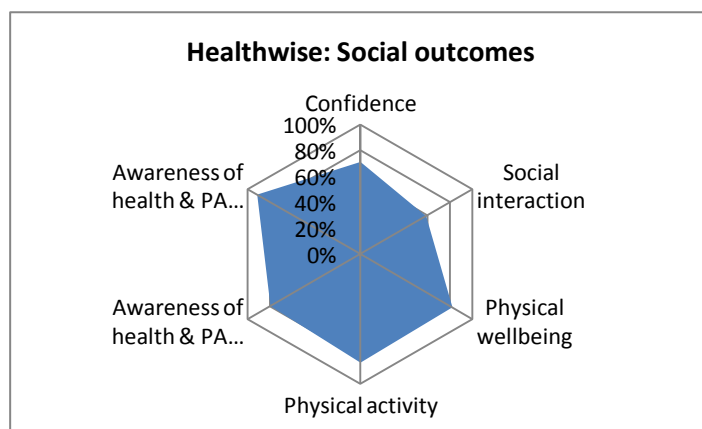 Healthwise: Social outcomes
Confidence
100%
80%
60%
40%
20%
0%
Social
interaction
Physical
wellbeing
Physical activity
Awareness of
health & PA...
Awareness of
health & PA...